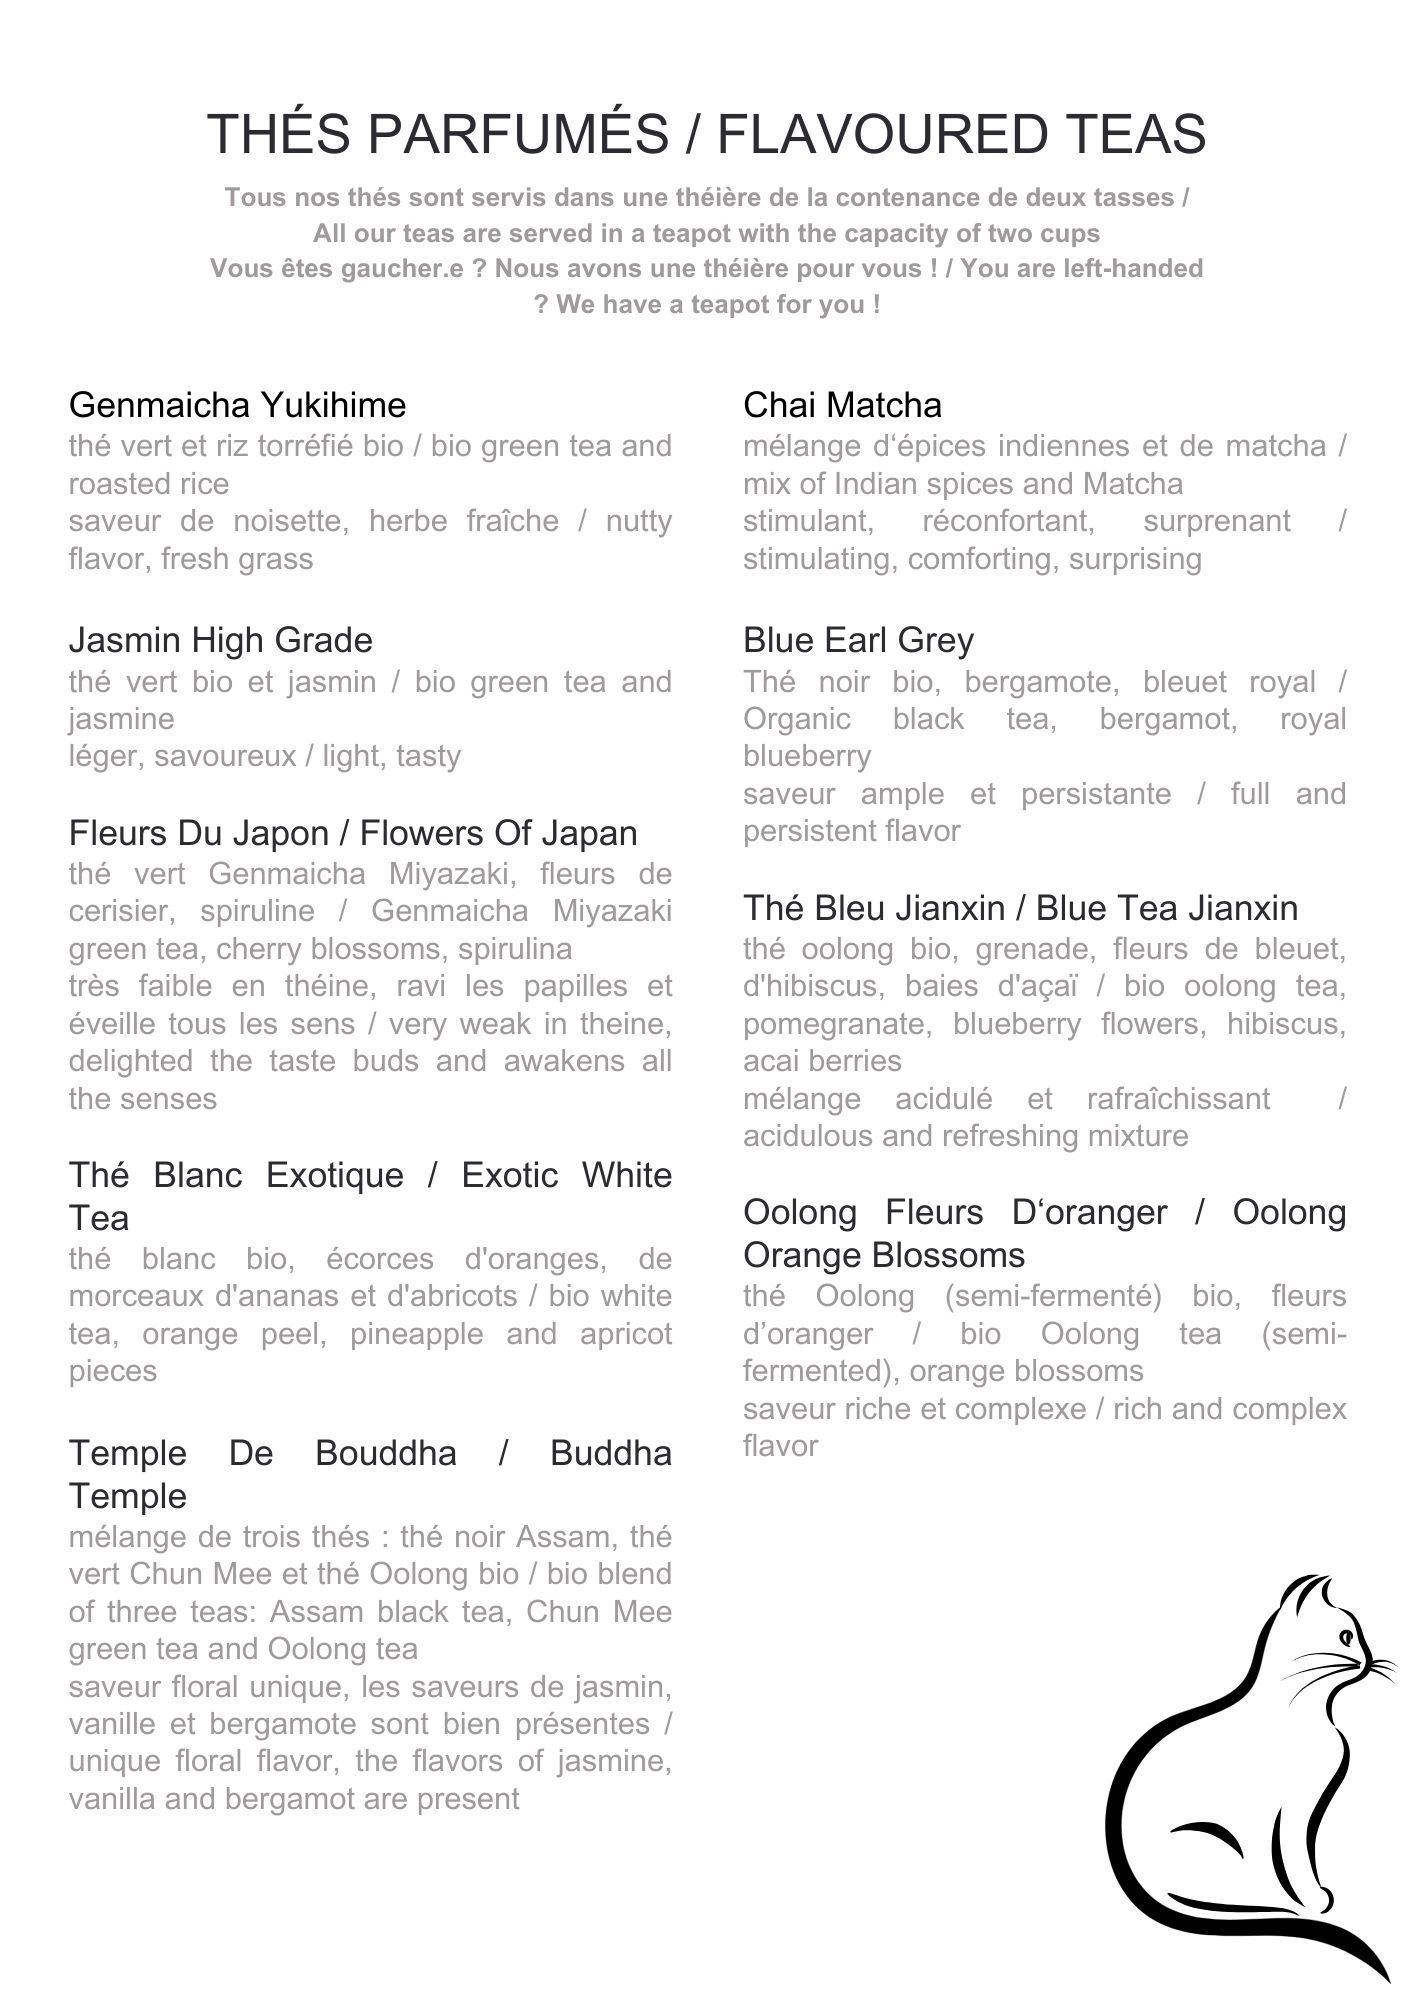 THÉS PARFUMÉS / FLAVOURED TEAS
Tous nos thés sont servis dans une théière de la contenance de deux tasses /
All our teas are served in a teapot with the capacity of two cups
Vous êtes gaucher.e ? Nous avons une théière pour vous ! / You are left-handed
? We have a teapot for you !
Genmaicha Yukihime
thé vert et riz torréfié bio / bio green tea and
roasted rice
saveur de noisette, herbe fraîche / nutty
flavor, fresh grass
Jasmin High Grade
thé vert bio et jasmin / bio green tea and
jasmine
léger, savoureux / light, tasty
Fleurs Du Japon / Flowers Of Japan
thé vert Genmaicha Miyazaki, fleurs de
cerisier, spiruline / Genmaicha Miyazaki
green tea, cherry blossoms, spirulina
très faible en théine, ravi les papilles et
éveille tous les sens / very weak in theine,
delighted the taste buds and awakens all
the senses
Thé Blanc Exotique / Exotic White
Tea
thé blanc bio, écorces d'oranges, de
morceaux d'ananas et d'abricots / bio white
tea, orange peel, pineapple and apricot
pieces
Temple De Bouddha / Buddha
Temple
mélange de trois thés : thé noir Assam, thé
vert Chun Mee et thé Oolong bio / bio blend
of three teas: Assam black tea, Chun Mee
green tea and Oolong tea
saveur floral unique, les saveurs de jasmin,
vanille et bergamote sont bien présentes /
unique floral flavor, the flavors of jasmine,
vanilla and bergamot are present
Chai Matcha
mélange d‘épices indiennes et de matcha /
mix of Indian spices and Matcha
stimulant, réconfortant, surprenant /
stimulating, comforting, surprising
Blue Earl Grey
Thé noir bio, bergamote, bleuet royal /
Organic black tea, bergamot, royal
blueberry
saveur ample et persistante / full and
persistent flavor
Thé Bleu Jianxin / Blue Tea Jianxin
thé oolong bio, grenade, fleurs de bleuet,
d'hibiscus, baies d'açaï / bio oolong tea,
pomegranate, blueberry flowers, hibiscus,
acai berries
mélange acidulé et rafraîchissant /
acidulous and refreshing mixture
Oolong Fleurs D‘oranger / Oolong
Orange Blossoms
thé Oolong (semi-fermenté) bio, fleurs
d’oranger / bio Oolong tea (semi-
fermented), orange blossoms
saveur riche et complexe / rich and complex
flavor